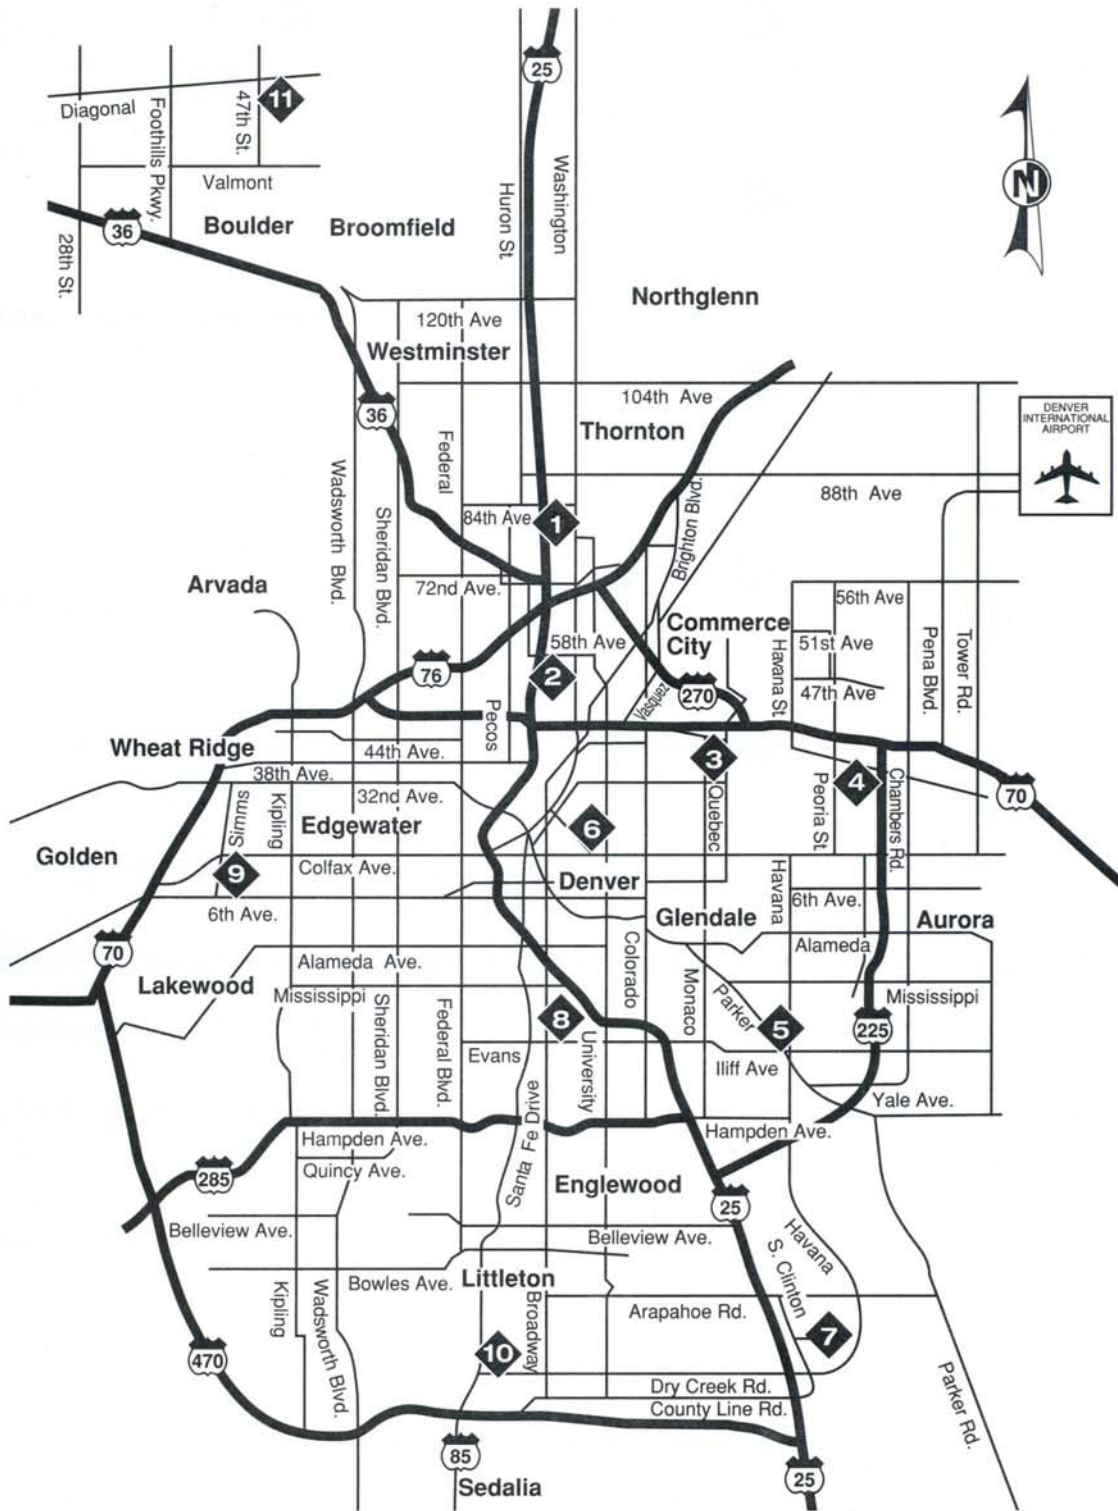 25
11
Diagonal
Foothills Pkwy.
47th St.
Valmont
Huron St.
Washington
N
36
Boulder
Broomfield
28th St.
Northglenn
120th Ave
Westminster
36
104th Ave
DENVER
INTERNATIONAL
AIRPORT
Thornton
Federal
Wadsworth Blvd.
88th Ave
84th Ave
1
Brighton Blvd.
Sheridan Blvd.
Arvada
72nd Ave.
56th Ave
Commerce
City
58th Ave
51st Ave
Havana St.
Pena Blvd.
Tower Rd.
76
2
270
47th Ave
Vasquez
Pecos
Wheat Ridge
44th Ave.
3
38th Ave.
4
70
Simms
Kipling
32nd Ave.
Quebec
Peoria St.
Chambers Rd.
Edgewater
6
Golden
9
Colfax Ave.
Denver
Havana
6th Ave.
6th Ave.
Glendale
Aurora
70
Alameda
Alameda Ave.
Colorado
Lakewood
Mississippi
Monaco
Parker
Mississippi
Sheridan Blvd.
Federal Blvd.
8
5
225
Evans
University
Iliff Ave
Santa Fe Drive
Yale Ave.
Hampden Ave.
Hampden Ave.
Quincy Ave.
285
Englewood
25
Belleview Ave.
Belleview Ave.
Havana
S. Clinton
Bowles Ave.
Littleton
Kipling
Wadsworth Blvd.
Broadway
Arapahoe Rd.
7
470
10
Dry Creek Rd.
Parker Rd.
County Line Rd.
85
Sedalia
25